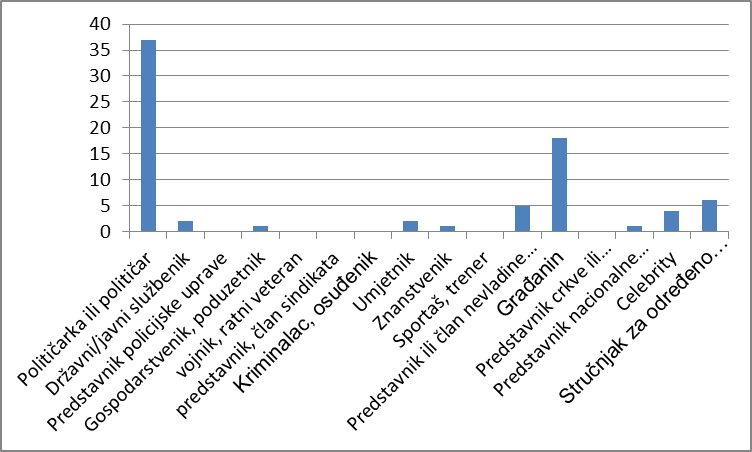 40
35
30
25
20
15
10
5
0
Političarka ili političar
Državni/javni službenik
Predstavnik policijske uprave
Gospodarstvenik, poduzetnik
vojnik, ratni veteran
predstavnik, član sindikata
Kriminalac, osuđenik
Umjetnik
Znanstvenik
Sportaš, trener
Predstavnik ili član nevladine…
Građanin
Predstavnik crkve ili…
Predstavnik nacionalne…
Celebrity
Stručnjak za određeno…